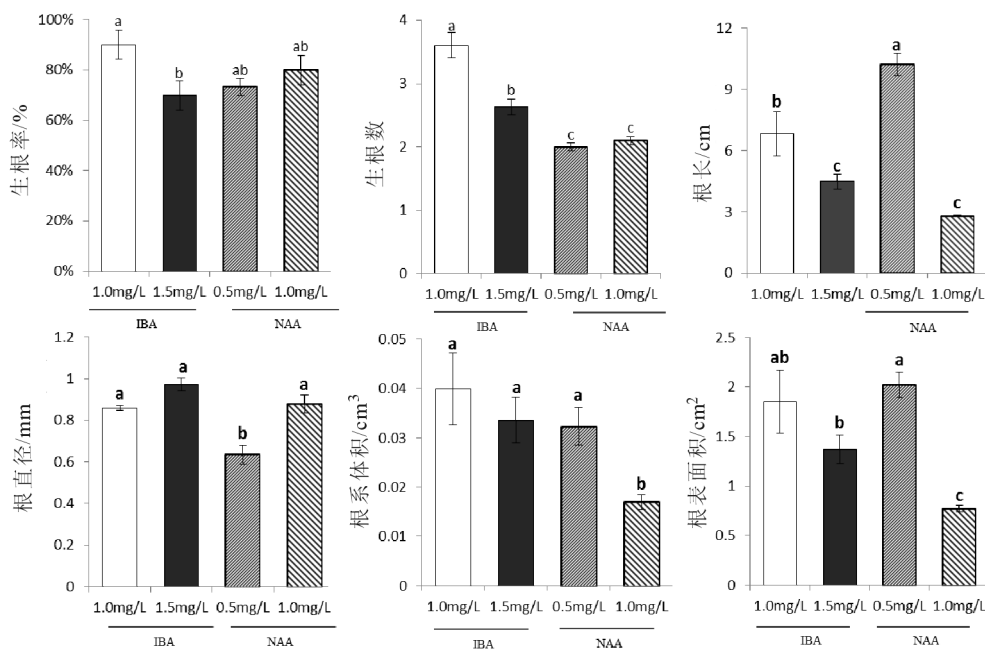 生根率/%
100%
80%
60%
40%
20%
0%
a
b
ab
ab
1.0mg/L 1.5mg/L 0.5mg/L 1.0mg/L
IBA NAA
生根数
4
3
2
1
0
a
b
c
c
1.0mg/L 1.5mg/L 0.5mg/L 1.0mg/L
IBA NAA
根长/cm
12
9
6
3
0
b
c
a
c
1.0mg/L 1.5mg/L 0.5mg/L 1.0mg/L
NAA
根直径/mm
1.2
1
0.8
0.6
0.4
0.2
0
a
a
b
a
1.0mg/L 1.5mg/L 0.5mg/L 1.0mg/L
IBA NAA
根系体积/cm³
0.05
0.04
0.03
0.02
0.01
0
a
a
a
b
1.0mg/L 1.5mg/L 0.5mg/L 1.0mg/L
IBA NAA
根表面积/cm²
2.5
2
1.5
1
0.5
0
ab
b
a
c
1.0mg/L 1.5mg/L 0.5mg/L 1.0mg/L
IBA NAA